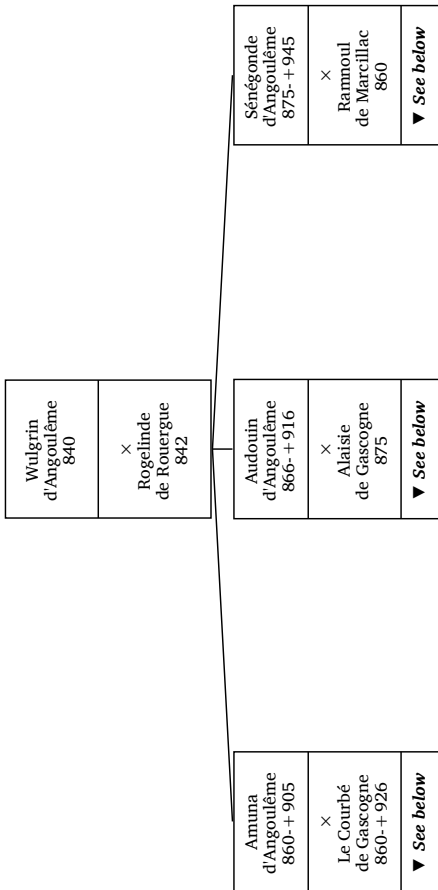 Wulgrin
d'Angoulême
840
×
Rogelinde
de Rouergue
842
Amuna
d'Angoulême
860-+905
×
Le Courbé
de Gascogne
860-+926
▼ See below
Audouin
d'Angoulême
866-+916
×
Alaisie
de Gascogne
875
▼ See below
Sénégonde
d'Angoulême
875-+945
×
Ramnoul
de Marcillac
860
▼ See below